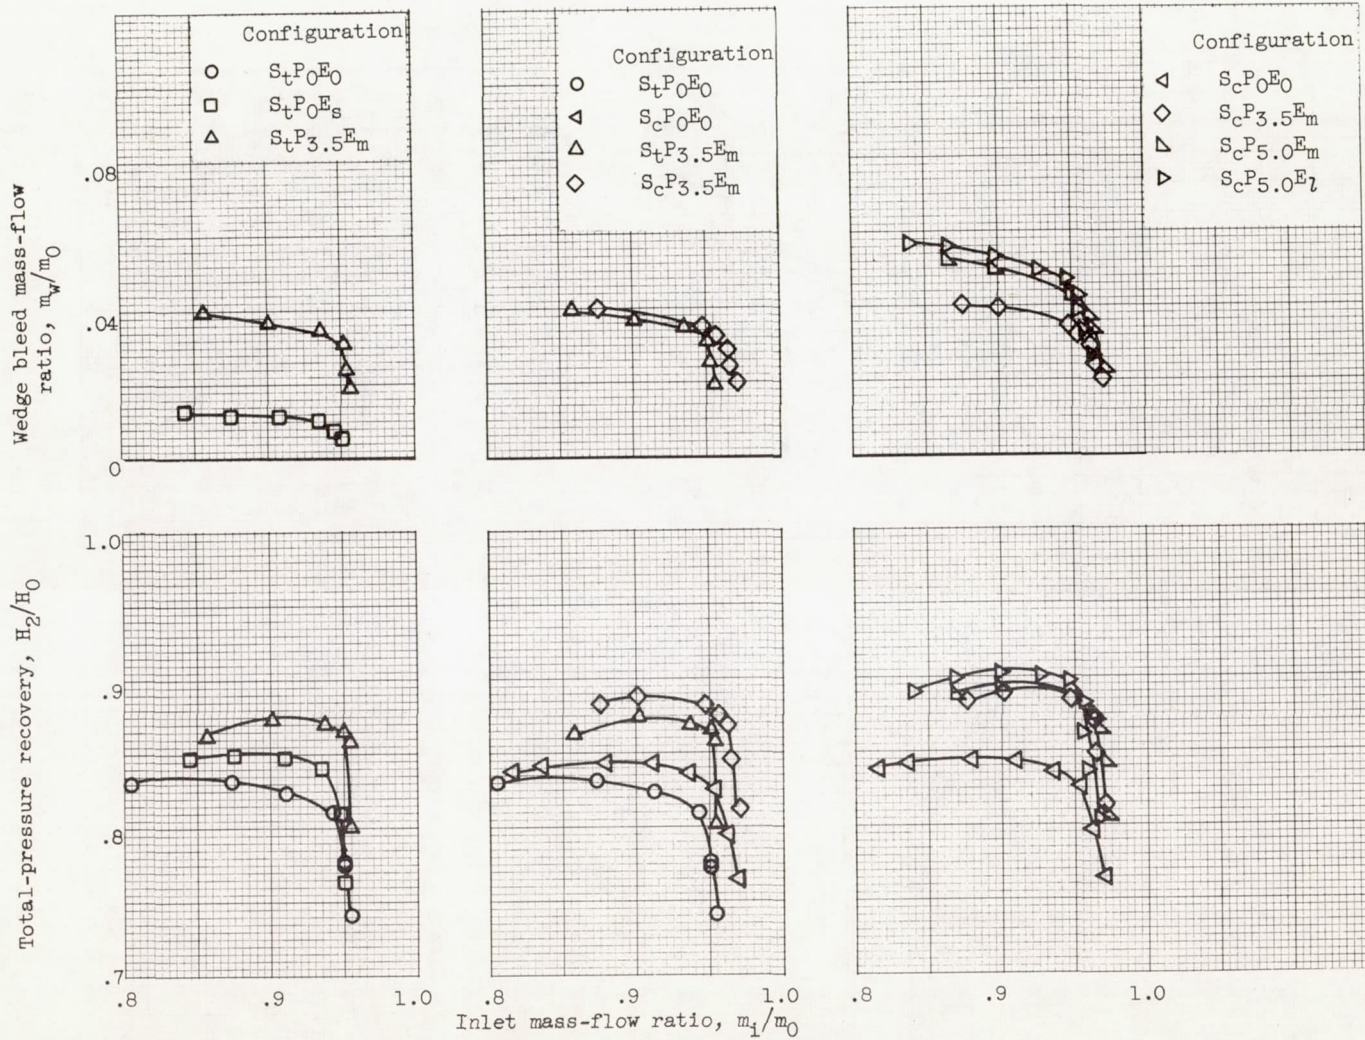 Configuration
StP0E0
StP0Es
StP3.5Em
Configuration
StP0E0
ScP0E0
StP3.5Em
ScP3.5Em
Configuration
ScP0E0
ScP3.5Em
ScP5.0Em
ScP5.0El
Wedge bleed mass-flow
ratio, mw/m0
.08
.04
0
Total-pressure recovery, H2/H0
1.0
.9
.8
.7
.8 .9 1.0
.8 .9 1.0
.8 .9 1.0
Inlet mass-flow ratio, mi/m0